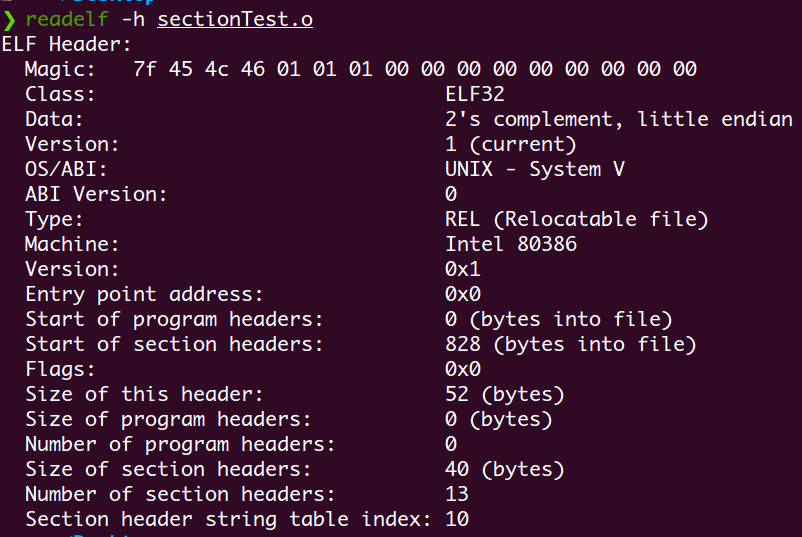 ❯ readelf -h sectionTest.o
ELF Header:
  Magic:   7f 45 4c 46 01 01 01 00 00 00 00 00 00 00 00 00
  Class:                             ELF32
  Data:                              2's complement, little endian
  Version:                           1 (current)
  OS/ABI:                            UNIX - System V
  ABI Version:                       0
  Type:                              REL (Relocatable file)
  Machine:                           Intel 80386
  Version:                           0x1
  Entry point address:               0x0
  Start of program headers:          0 (bytes into file)
  Start of section headers:          828 (bytes into file)
  Flags:                             0x0
  Size of this header:               52 (bytes)
  Size of program headers:           0 (bytes)
  Number of program headers:         0
  Size of section headers:           40 (bytes)
  Number of section headers:         13
  Section header string table index: 10